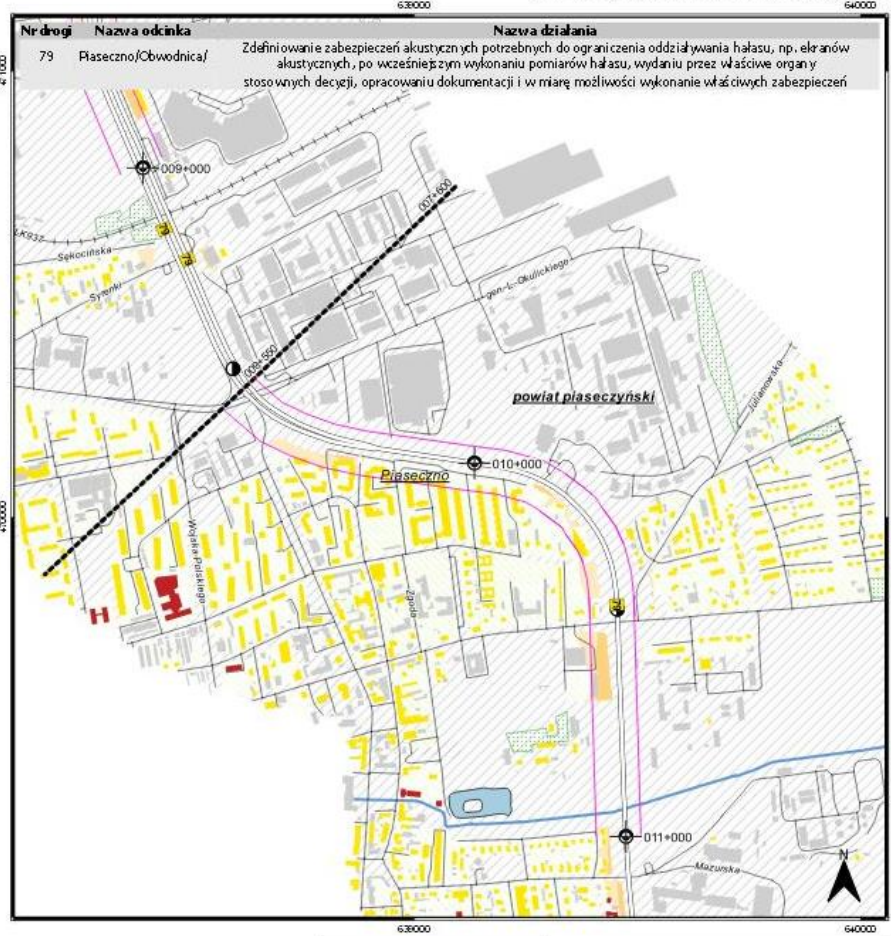 639000
640000
Nr drogi Nazwa odcinka Nazwa działania
79 Piaseczno/Obwodnica/ Zdefiniowanie zabezpieczeń akustycznych potrzebnych do ograniczenia oddziaływania hałasu, np. ekranów
akustycznych, po wcześniejszym wykonaniu pomiarów hałasu, wydaniu przez właściwe organy
stosownych decyzji, opracowaniu dokumentacji i w miarę możliwości wykonanie właściwych zabezpieczeń
009+000
007+600
LK937
79
Sękocińska
79
Syrenki
gen. L. Okulickiego
009+550
Julianowska
powiat piaseczyński
010+000
Piaseczno
Wojska Polskiego
Zgoda
79
011+000
Mazurska
N
639000
640000